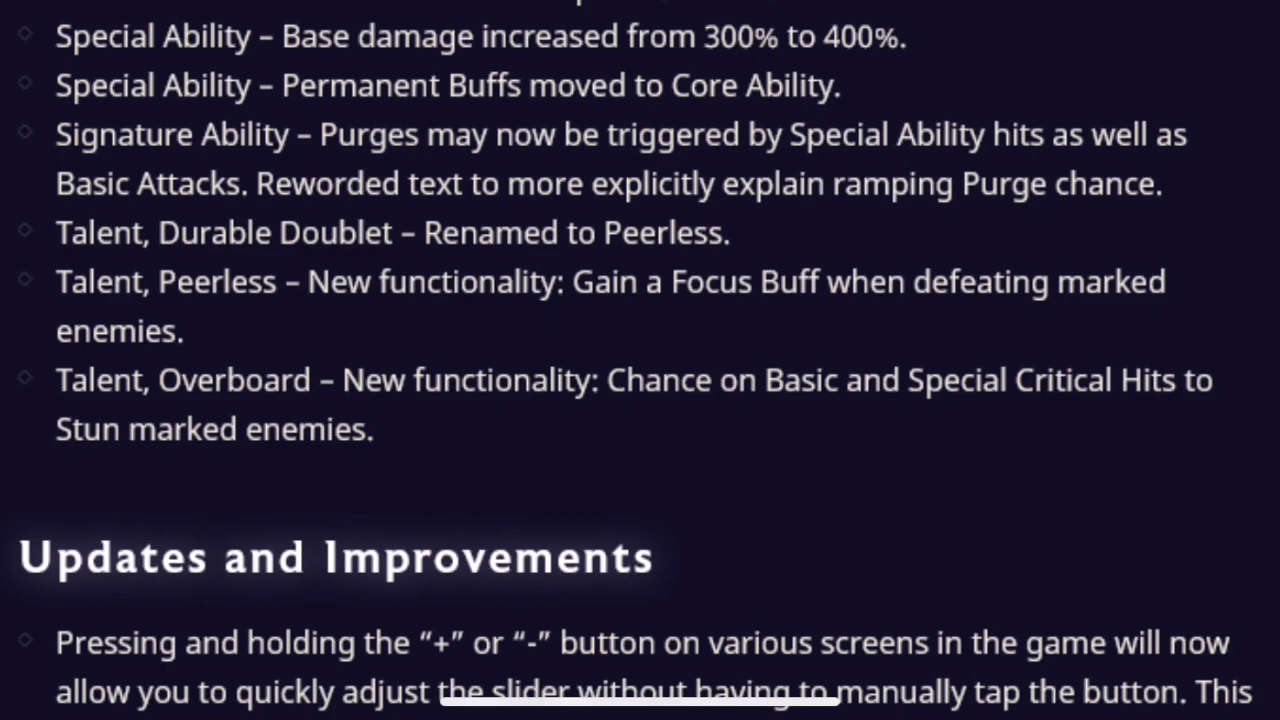 Special Ability – Base damage increased from 300% to 400%.
Special Ability – Permanent Buffs moved to Core Ability.
Signature Ability – Purges may now be triggered by Special Ability hits as well as
Basic Attacks. Reworded text to more explicitly explain ramping Purge chance.
Talent, Durable Doublet – Renamed to Peerless.
Talent, Peerless – New functionality: Gain a Focus Buff when defeating marked
enemies.
Talent, Overboard – New functionality: Chance on Basic and Special Critical Hits to
Stun marked enemies.
Updates and Improvements
Pressing and holding the “+” or “-” button on various screens in the game will now
allow you to quickly adjust the slider without having to manually tap the button. This